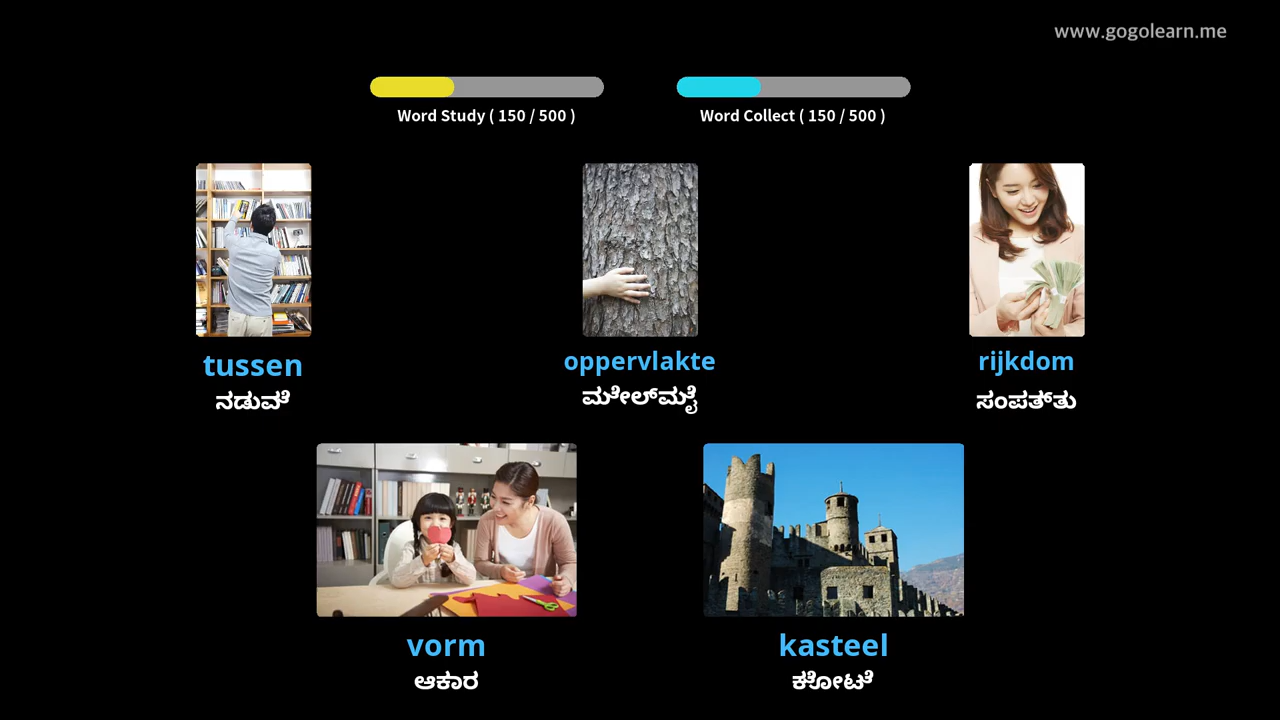 www.gogolearn.me
Word Study ( 150 / 500 )
Word Collect ( 150 / 500 )
tussen
ನಡುವೆ
oppervlakte
ಮೇಲ್ಮೈ
rijkdom
ಸಂಪತ್ತು
vorm
ಆಕಾರ
kasteel
ಕೋಟೆ